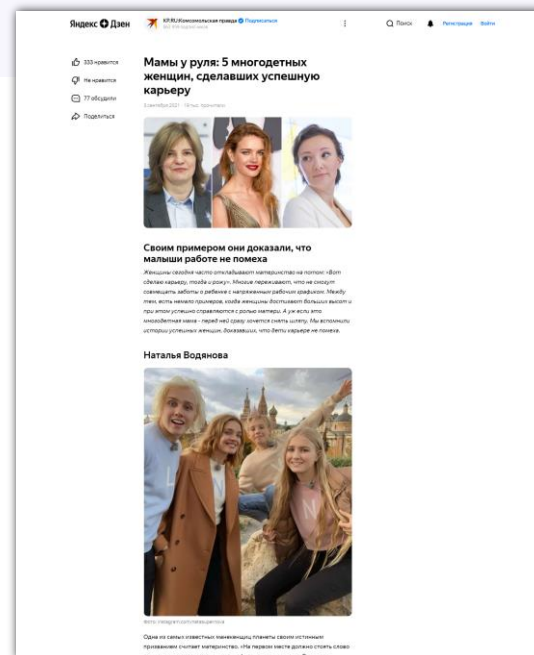 Яндекс Дзен
KP.RU:Комсомольская правда Подписаться
Поиск
Регистрация
Войти
333 нравится
Не нравится
77 обсудили
Поделиться
Мамы у руля: 5 многодетных
женщин, сделавших успешную
карьеру
Своим примером они доказали, что
малыши работе не помеха
Женщины сегодня часто откладывают материнство на потом: «Вот
сделаю карьеру, тогда и рожу». Многие переживают, что не смогут
совмещать заботы о ребенке с напряженным рабочим графиком. Между
тем, есть немало примеров, когда женщины достигают больших высот и
при этом успешно справляются с ролью матери. А уж если это
многодетная мама - перед ней сразу хочется снять шляпу. Мы вспомнили
истории успешных женщин, доказавших, что дети карьере не помеха.
Наталья Водянова
Одна из самых известных манекенщиц планеты своим истинным
призванием считает материнство. «На первом месте должно стоять слово